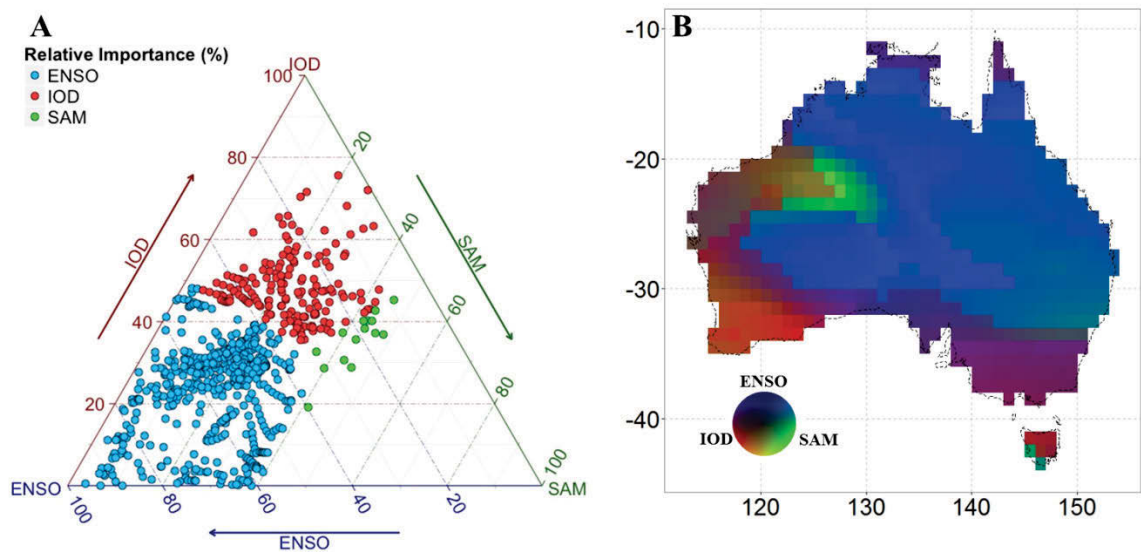 A
Relative Importance (%)
ENSO
IOD
SAM
IOD
100
80
60
40
20
20
40
60
80
100
IOD
SAM
ENSO
SAM
100
80
60
40
20
ENSO
B
-10
-20
-30
-40
ENSO
IOD
SAM
120
130
140
150